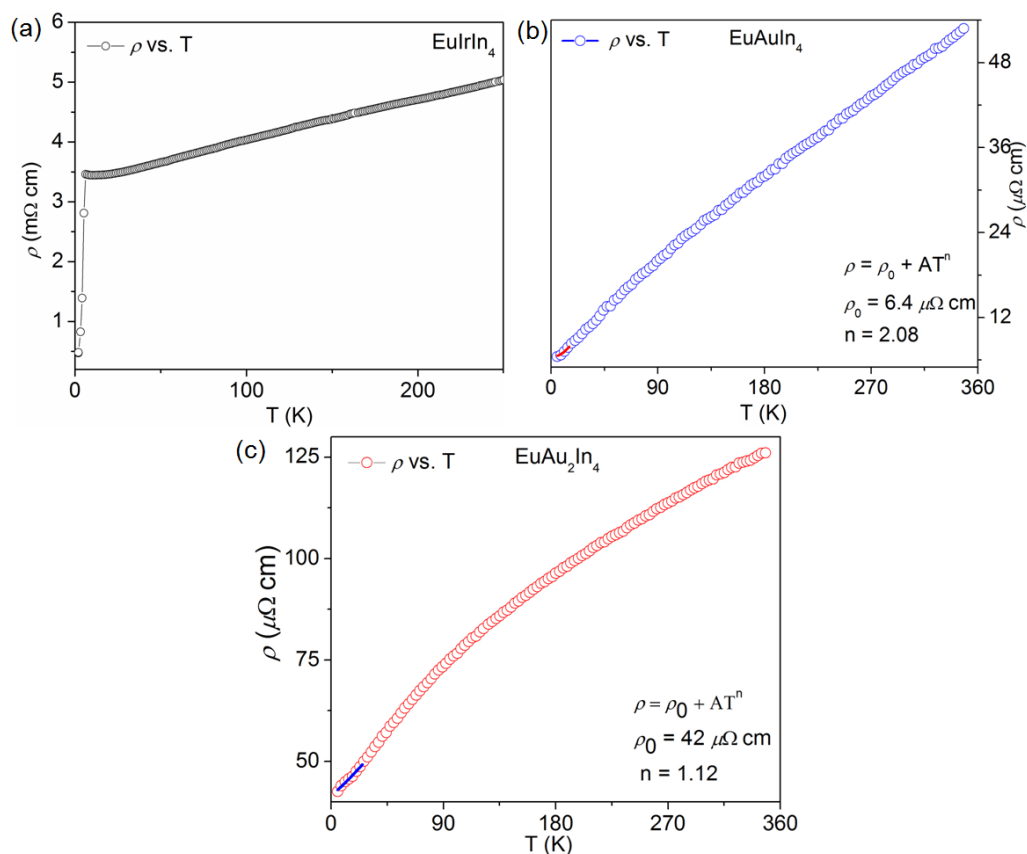 (a)
ρ vs. T
EuIrIn₄
6
5
4
3
2
1
ρ (mΩ cm)
0 100 200
T (K)
(b)
ρ vs. T
EuAuIn₄
48
36
24
12
ρ (μΩ cm)
ρ = ρ₀ + ATⁿ
ρ₀ = 6.4 μΩ cm
n = 2.08
0 90 180 270 360
T (K)
(c)
ρ vs. T
EuAu₂In₄
125
100
75
50
ρ (μΩ cm)
ρ = ρ₀ + ATⁿ
ρ₀ = 42 μΩ cm
n = 1.12
0 90 180 270 360
T (K)